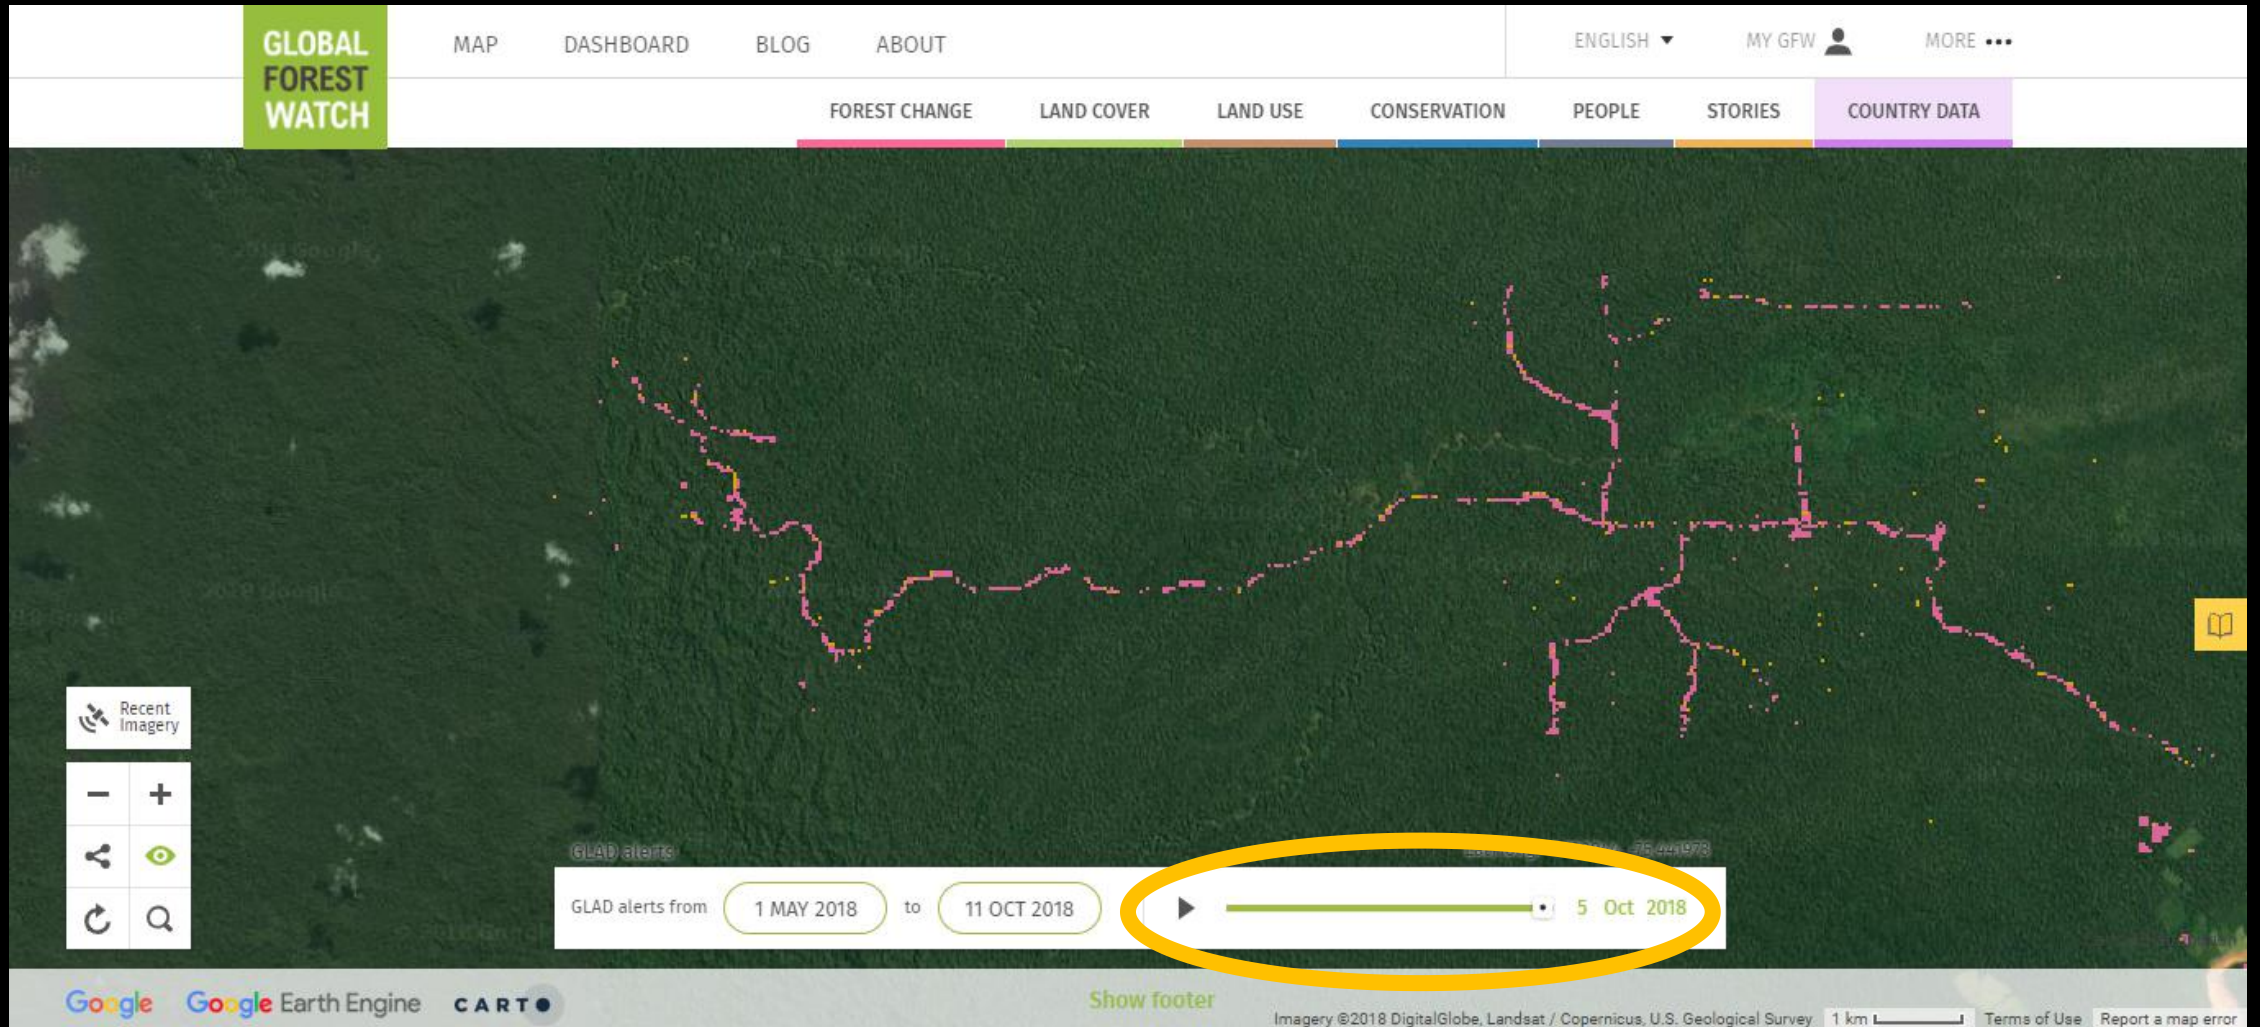 GLOBAL
FOREST
WATCH
MAP DASHBOARD BLOG ABOUT
ENGLISH MY GFW MORE
FOREST CHANGE LAND COVER LAND USE CONSERVATION PEOPLE STORIES COUNTRY DATA
Recent
Imagery
GLAD alerts
GLAD alerts from 1 MAY 2018 to 11 OCT 2018 5 Oct 2018
Google Google Earth Engine CARTO
Show footer
Imagery ©2018 DigitalGlobe, Landsat / Copernicus, U.S. Geological Survey 1 km Terms of Use Report a map error